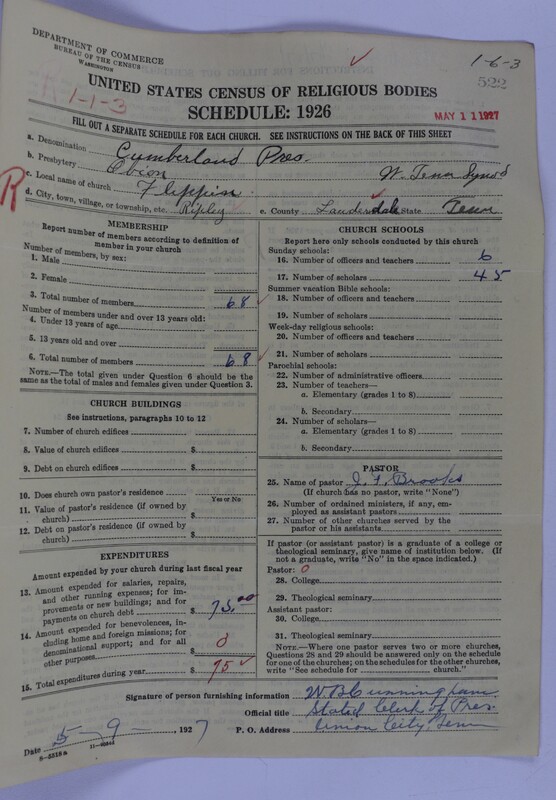 DEPARTMENT OF COMMERCE
BUREAU OF THE CENSUS
WASHINGTON
1-6-3
522
UNITED STATES CENSUS OF RELIGIOUS BODIES
1-1-3
SCHEDULE: 1926
MAY 11 1927
FILL OUT A SEPARATE SCHEDULE FOR EACH CHURCH. SEE INSTRUCTIONS ON THE BACK OF THIS SHEET
a. Denomination Cumberland Pres.
b. Presbytery Obion W. Tenn Synod
c. Local name of church Flippin
R
d. City, town, village, or township, etc. Ripley e. County Lauderdale State Tenn
MEMBERSHIP
Report number of members according to definition of member in your church
Number of members, by sex:
1. Male
2. Female
3. Total number of members 68
Number of members under and over 13 years old:
4. Under 13 years of age
5. 13 years old and over
6. Total number of members 68
NOTE.—The total given under Question 6 should be the same as the total of males and females given under Question 3.
CHURCH BUILDINGS
See instructions, paragraphs 10 to 12
7. Number of church edifices
8. Value of church edifices $
9. Debt on church edifices $
10. Does church own pastor's residence
Yes or No
11. Value of pastor's residence (if owned by church) $
12. Debt on pastor's residence (if owned by church) $
EXPENDITURES
Amount expended by your church during last fiscal year
13. Amount expended for salaries, repairs, and other running expenses; for improvements or new buildings; and for payments on church debt $ 75.00
14. Amount expended for benevolences, including home and foreign missions; for denominational support; and for all other purposes $ 0
15. Total expenditures during year $ 75
CHURCH SCHOOLS
Report here only schools conducted by this church
Sunday schools:
16. Number of officers and teachers 6
17. Number of scholars 45
Summer vacation Bible schools:
18. Number of officers and teachers
19. Number of scholars
Week-day religious schools:
20. Number of officers and teachers
21. Number of scholars
Parochial schools:
22. Number of administrative officers
23. Number of teachers—
a. Elementary (grades 1 to 8)
b. Secondary
24. Number of scholars—
a. Elementary (grades 1 to 8)
b. Secondary
PASTOR
25. Name of pastor J. F. Brooks
(If church has no pastor, write "None")
26. Number of ordained ministers, if any, employed as assistant pastors
27. Number of other churches served by the pastor or his assistants
If pastor (or assistant pastor) is a graduate of a college or theological seminary, give name of institution below. (If not a graduate, write "No" in the space indicated.)
Pastor: 0
28. College
29. Theological seminary
Assistant pastor:
30. College
31. Theological seminary
NOTE.—Where one pastor serves two or more churches, Questions 28 and 29 should be answered only on the schedule for one of the churches; on the schedules for the other churches, write "See schedule for church."
Signature of person furnishing information W B Cunningham
Official title Stated Clerk of Pres.
Date 5-9-, 1927 P. O. Address Union City, Tenn
8-5318a